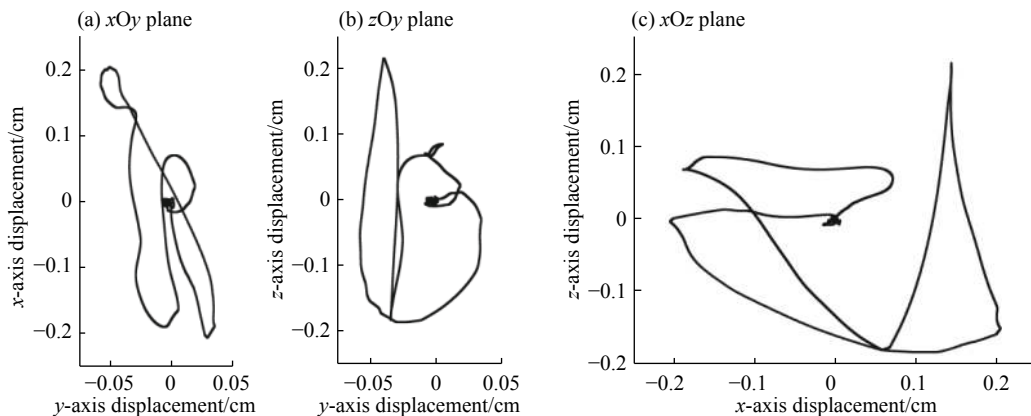 (a) xOy plane
0.2
0.1
0
−0.1
−0.2
x-axis displacement/cm
−0.05
0
0.05
y-axis displacement/cm
(b) zOy plane
0.2
0.1
0
−0.1
−0.2
z-axis displacement/cm
−0.05
0
0.05
y-axis displacement/cm
(c) xOz plane
0.2
0.1
0
−0.1
−0.2
z-axis displacement/cm
−0.2
−0.1
0
0.1
0.2
x-axis displacement/cm